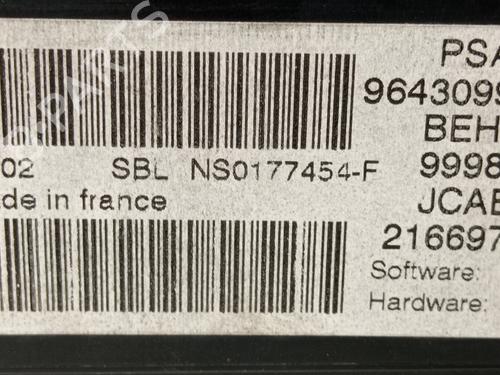 PSA
9643099
BEH
02 SBL NS0177454-F
9998
de in france
JCAE
216697
Software:
Hardware: